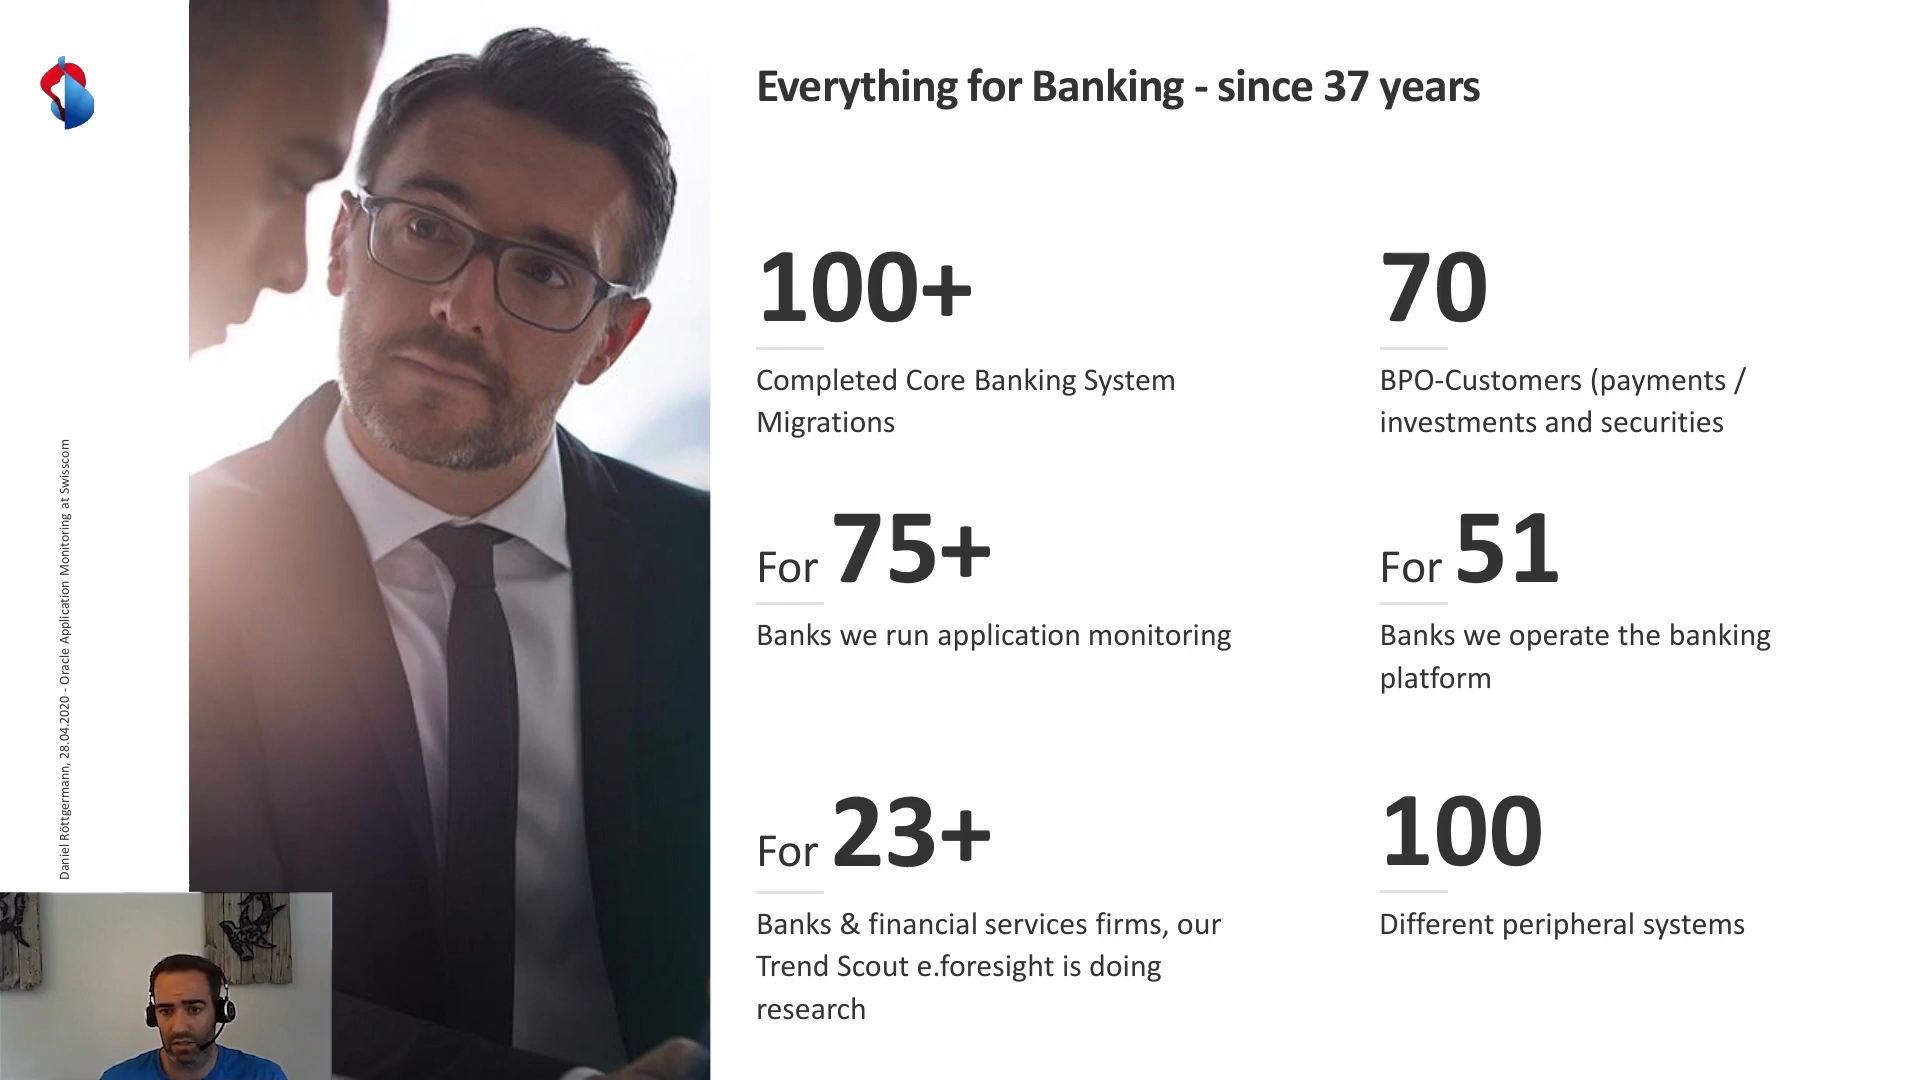 Everything for Banking - since 37 years
100+
Completed Core Banking System
Migrations
70
BPO-Customers (payments /
investments and securities
For 75+
Banks we run application monitoring
For 51
Banks we operate the banking
platform
For 23+
Banks & financial services firms, our
Trend Scout e.foresight is doing
research
100
Different peripheral systems
Daniel Röttgermann, 28.04.2020 - Oracle Application Monitoring at Swisscom